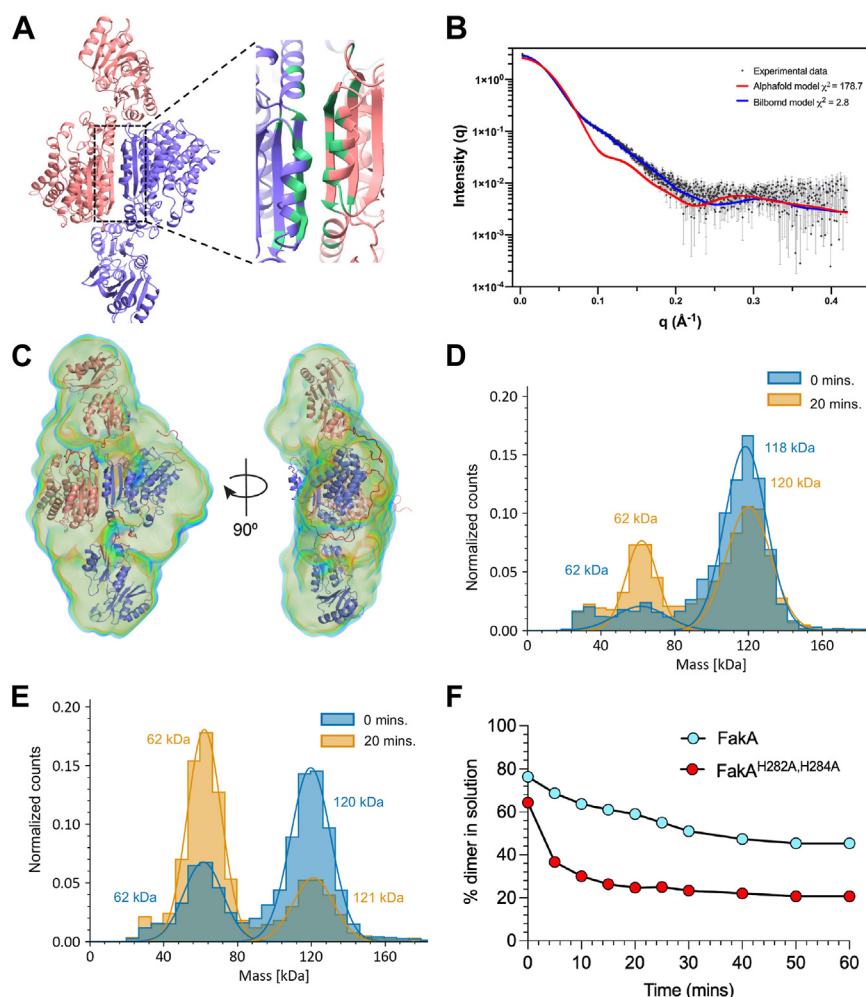 A
B
Intensity (q)
1×10⁰
1×10⁻¹
1×10⁻²
1×10⁻³
1×10⁻⁴
Experimental data
Alphafold model χ² = 178.7
Bilbomd model χ² = 2.8
0.0 0.1 0.2 0.3 0.4
q (Å⁻¹)
C
90º
D
Normalized counts
0.20
0.15
0.10
0.05
0.00
0 mins.
20 mins.
118 kDa
120 kDa
62 kDa
62 kDa
0 40 80 120 160
Mass [kDa]
E
Normalized counts
0.20
0.15
0.10
0.05
0.00
62 kDa
0 mins.
20 mins.
120 kDa
62 kDa
121 kDa
0 40 80 120 160
Mass [kDa]
F
% dimer in solution
100
80
60
40
20
0
FakA
FakA^H282A,H284A
0 10 20 30 40 50 60
Time (mins)